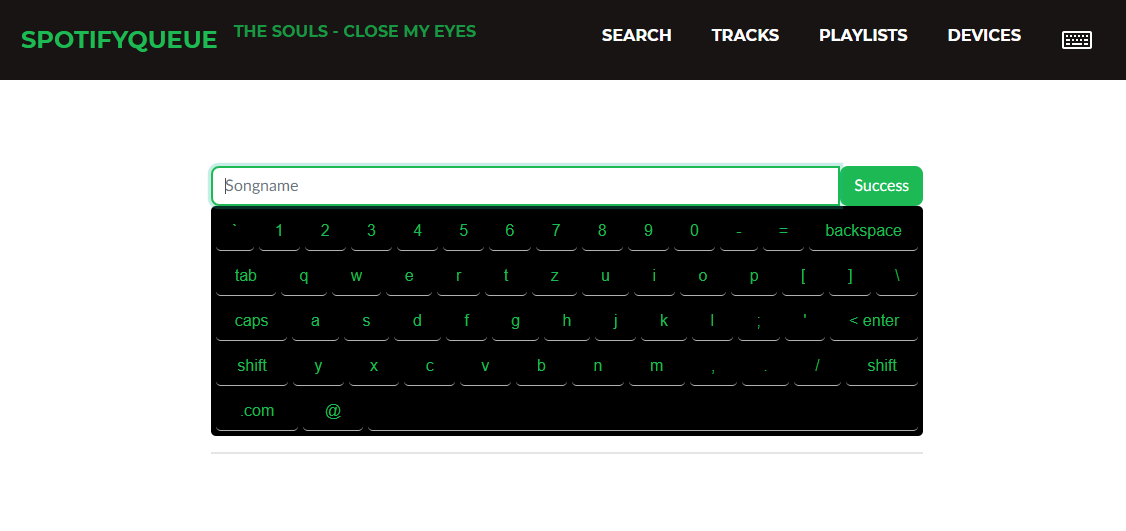 SPOTIFYQUEUE THE SOULS - CLOSE MY EYES SEARCH TRACKS PLAYLISTS DEVICES
Songname Success
` 1 2 3 4 5 6 7 8 9 0 - = backspace
tab q w e r t z u i o p [ ] \
caps a s d f g h j k l ; ' < enter
shift y x c v b n m , . / shift
.com @